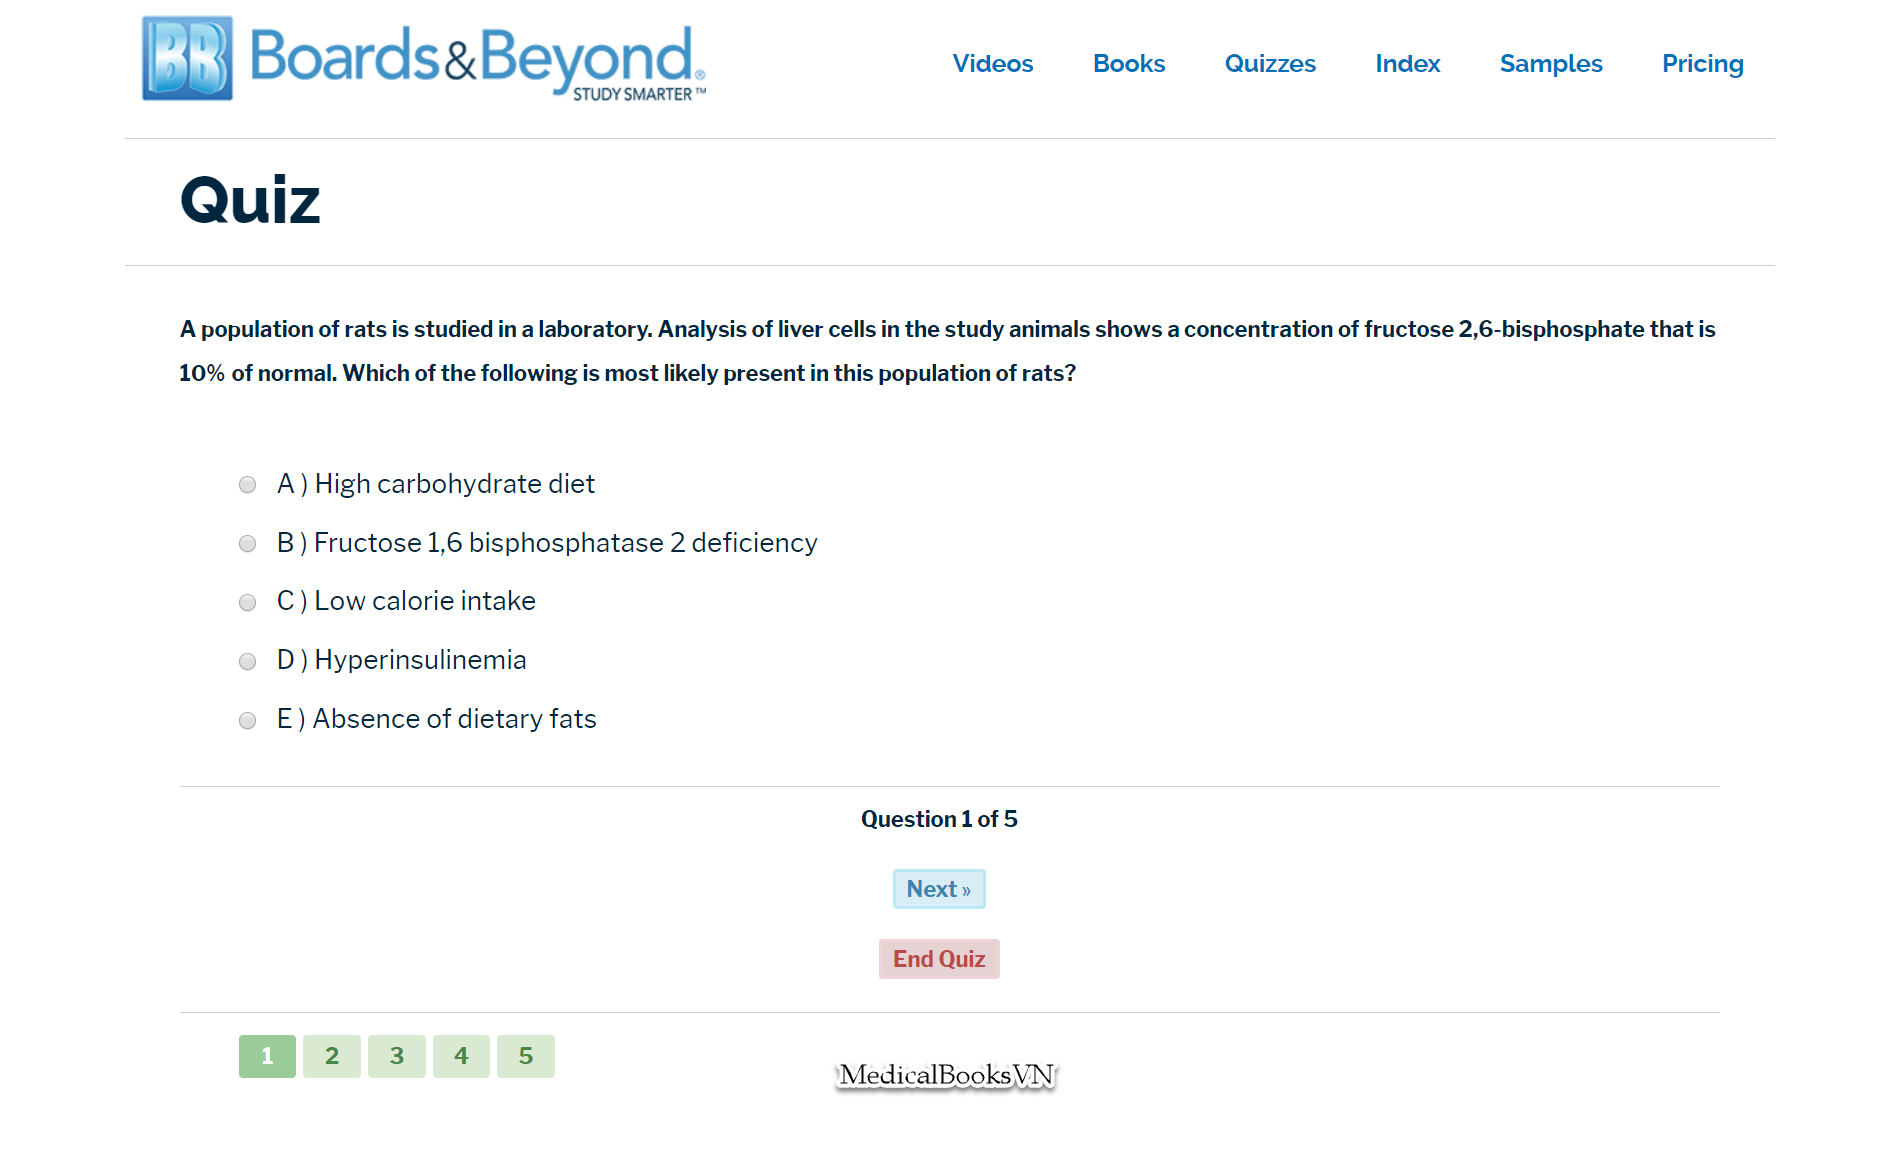 BB Boards&Beyond®
STUDY SMARTER™
Videos Books Quizzes Index Samples Pricing
Quiz
A population of rats is studied in a laboratory. Analysis of liver cells in the study animals shows a concentration of fructose 2,6-bisphosphate that is
10% of normal. Which of the following is most likely present in this population of rats?
A ) High carbohydrate diet
B ) Fructose 1,6 bisphosphatase 2 deficiency
C ) Low calorie intake
D ) Hyperinsulinemia
E ) Absence of dietary fats
Question 1 of 5
Next »
End Quiz
1 2 3 4 5
MedicalBooksVN